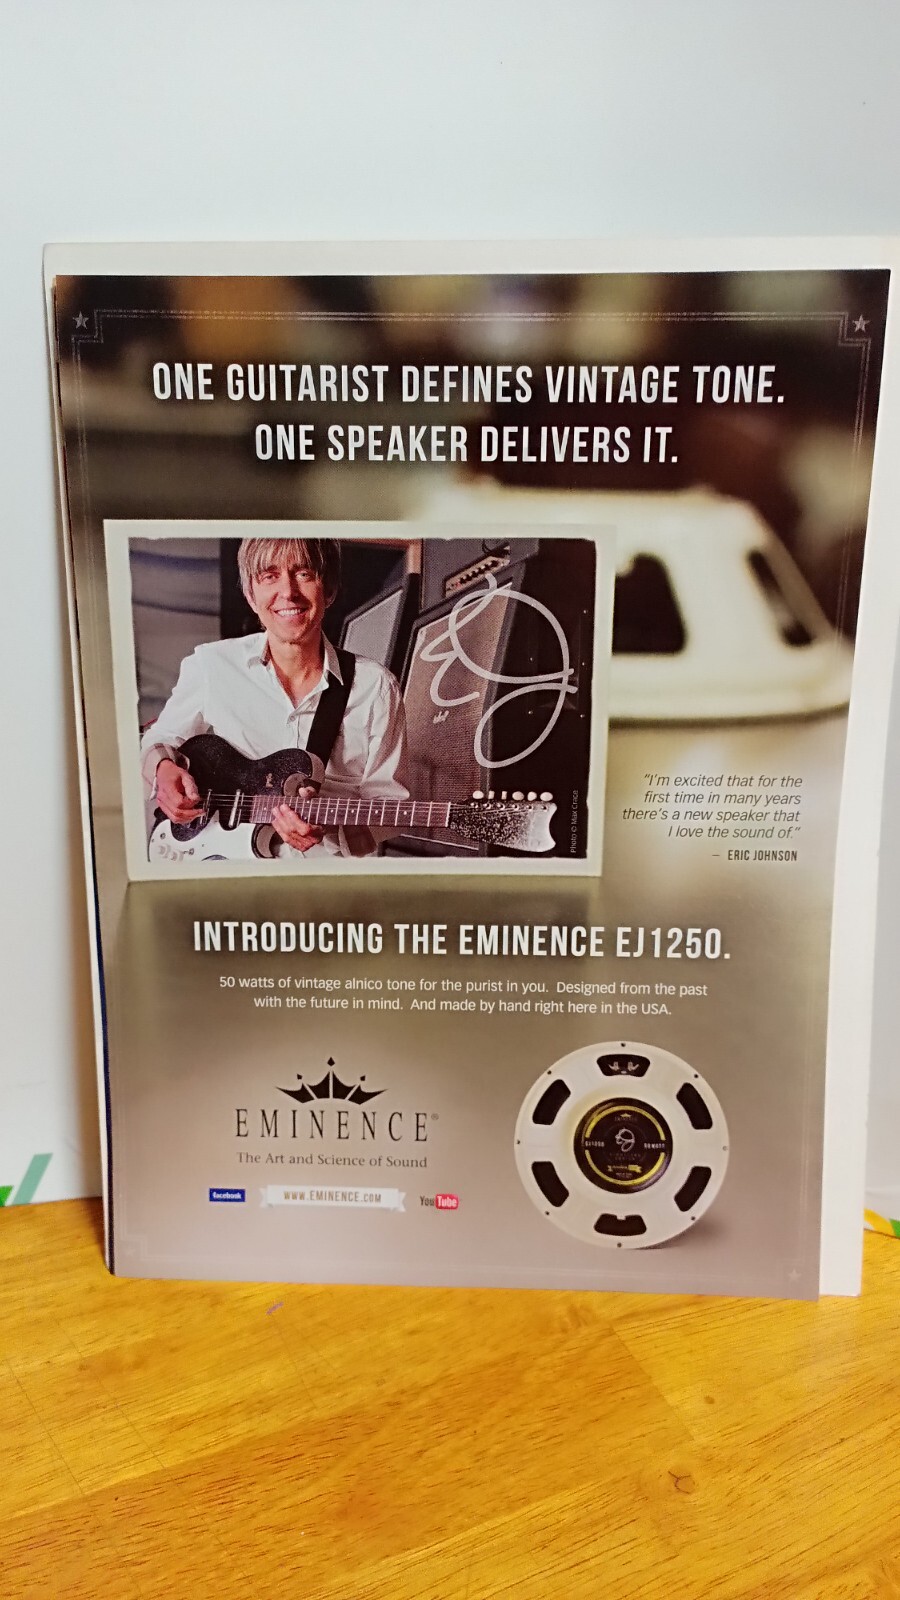 ONE GUITARIST DEFINES VINTAGE TONE.
ONE SPEAKER DELIVERS IT.
Photo © Max Crace
"I'm excited that for the
first time in many years
there's a new speaker that
I love the sound of."
– ERIC JOHNSON
INTRODUCING THE EMINENCE EJ1250.
50 watts of vintage alnico tone for the purist in you. Designed from the past
with the future in mind. And made by hand right here in the USA.
EMINENCE®
The Art and Science of Sound
facebook
WWW.EMINENCE.COM
YouTube
EMINENCE
EJ1250
50 WATT